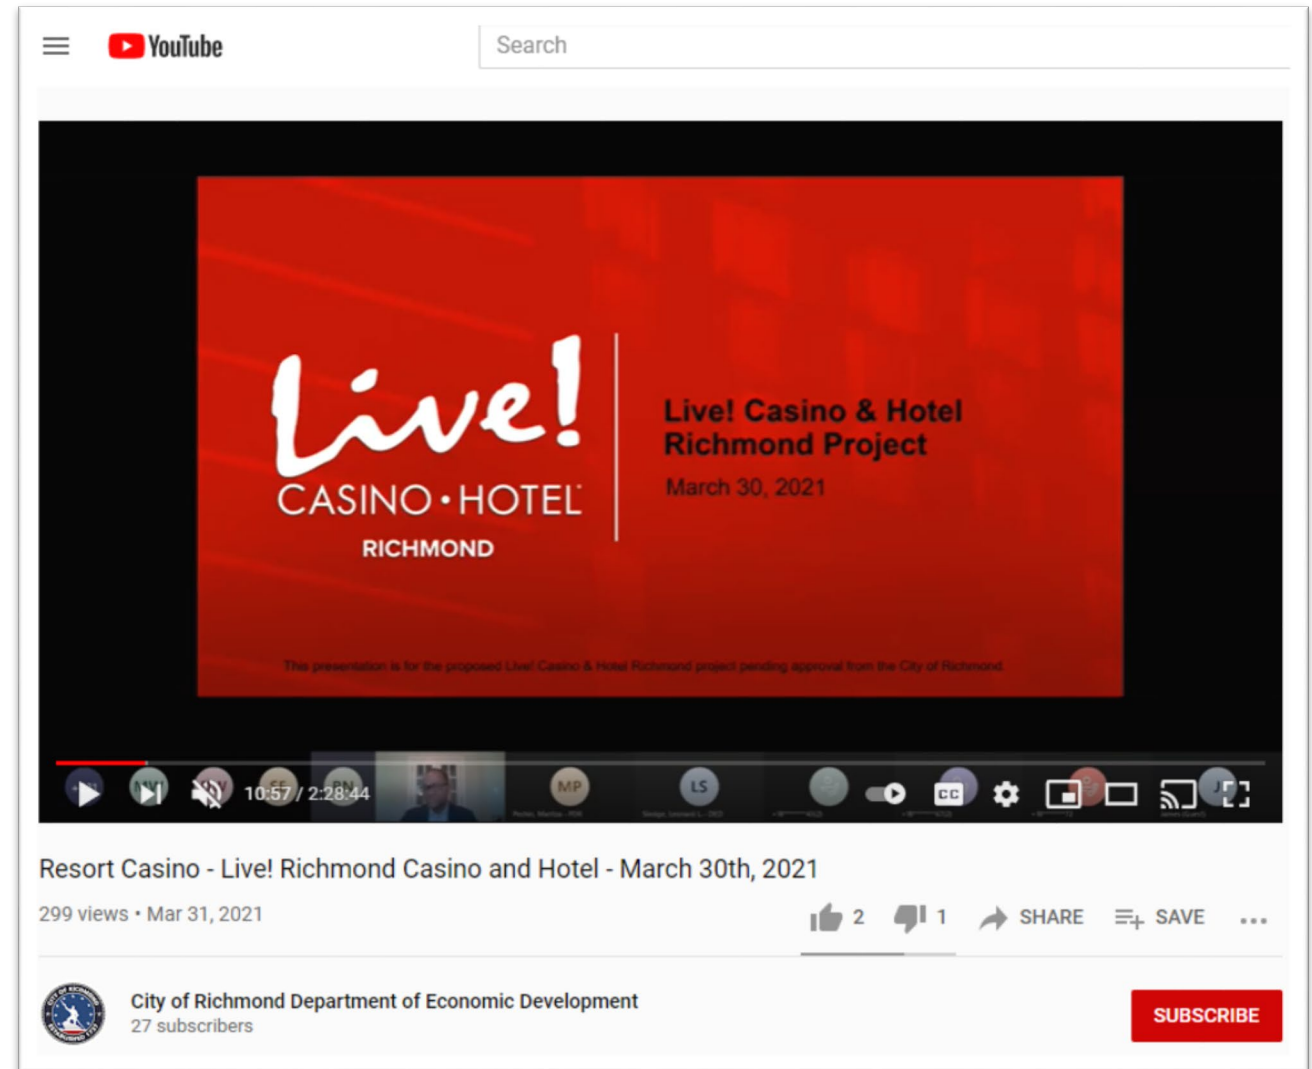 YouTube
Search
Live!
CASINO • HOTEL
RICHMOND
Live! Casino & Hotel
Richmond Project
March 30, 2021
This presentation is for the proposed Live! Casino & Hotel Richmond project pending approval from the City of Richmond.
10:57 / 2:28:44
MP
LS
CC
J
Resort Casino - Live! Richmond Casino and Hotel - March 30th, 2021
299 views • Mar 31, 2021
2
1
SHARE
SAVE
City of Richmond Department of Economic Development
27 subscribers
SUBSCRIBE